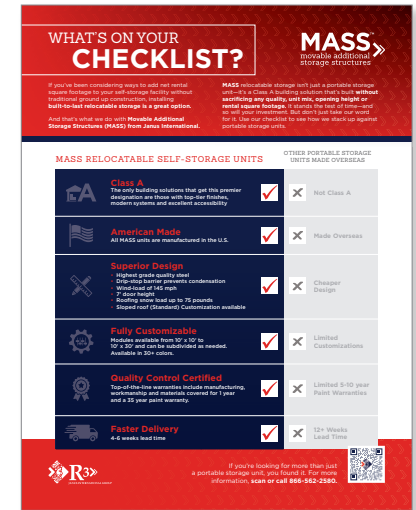 WHAT'S ON YOUR
CHECKLIST?
MASS™
movable additional
storage structures
If you've been considering ways to add net rental
square footage to your self-storage facility without
traditional ground up construction, installing
built-to-last relocatable storage is a great option.
And that's what we do with Movable Additional
Storage Structures (MASS) from Janus International.
MASS relocatable storage isn't just a portable storage
unit—it's a Class A building solution that's built without
sacrificing any quality, unit mix, opening height or
rental square footage. It stands the test of time—and
so will your investment. But don't just take our word
for it. Use our checklist to see how we stack up against
portable storage units.
MASS RELOCATABLE SELF-STORAGE UNITS
OTHER PORTABLE STORAGE
UNITS MADE OVERSEAS
Class A
The only building solutions that get this premier
designation are those with top-tier finishes,
modern systems and excellent accessibility
Not Class A
American Made
All MASS units are manufactured in the U.S.
Made Overseas
Superior Design
• Highest grade quality steel
• Drip-stop barrier prevents condensation
• Wind-load of 145 mph
• 7' door height
• Roofing snow load up to 75 pounds
• Sloped roof (Standard) Customization available
Cheaper
Design
Fully Customizable
Modules available from 10' x 10' to
10' x 30' and can be subdivided as needed.
Available in 30+ colors.
Limited
Customizations
Quality Control Certified
Top-of-the-line warranties include manufacturing,
workmanship and materials covered for 1 year
and a 35 year paint warranty.
Limited 5-10 year
Paint Warranties
Faster Delivery
4-6 weeks lead time
12+ Weeks
Lead Time
R3
If you're looking for more than just
a portable storage unit, you found it. For more
information, scan or call 866-562-2580.